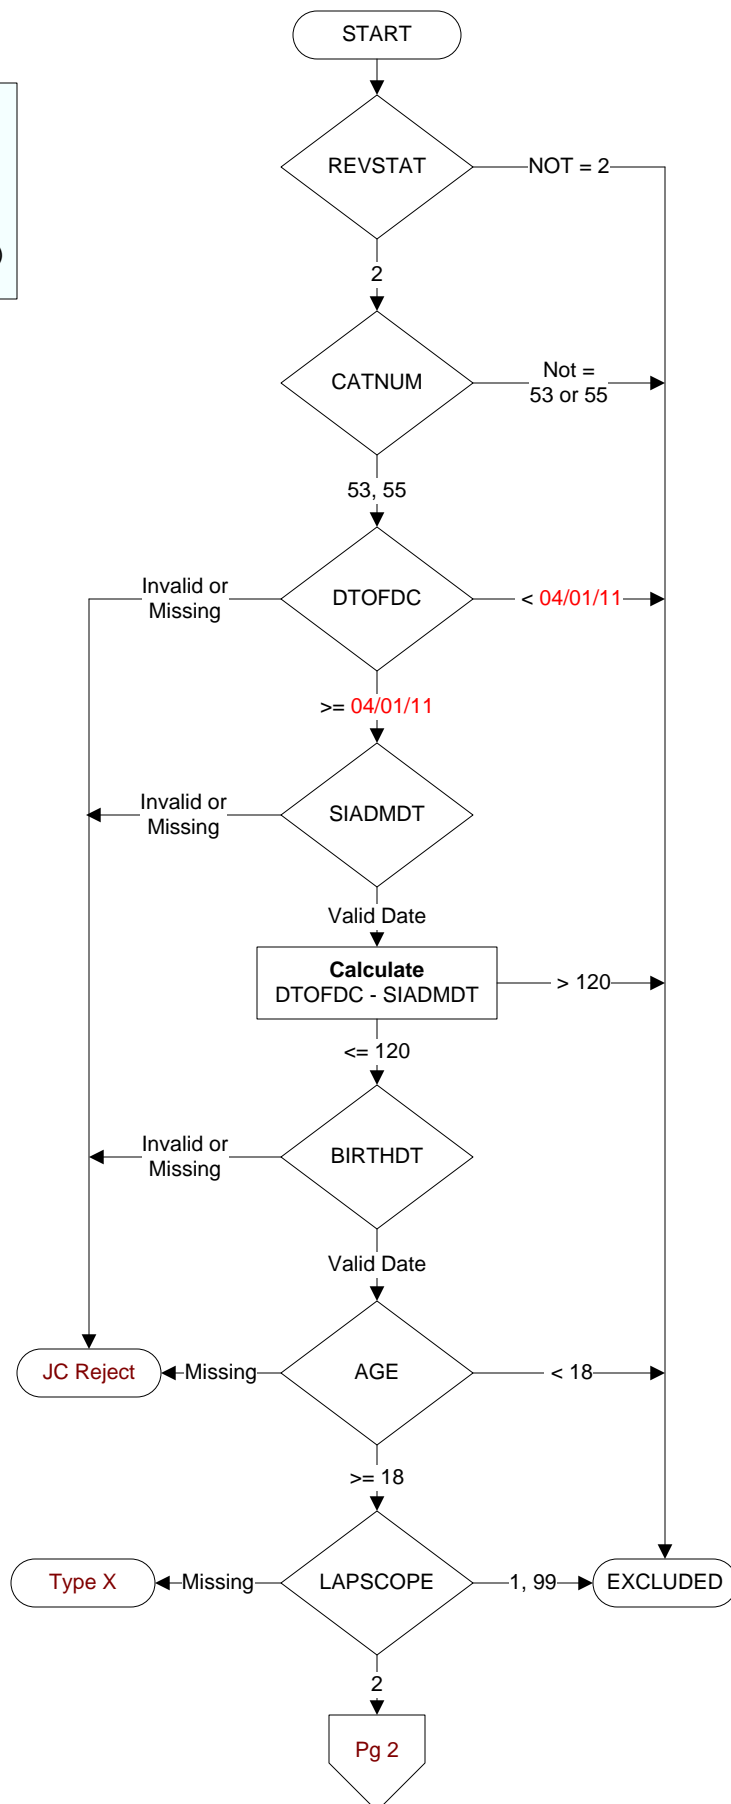 START
REVSTAT
NOT = 2
2
CATNUM
Not =
53 or 55
53, 55
Invalid or
Missing
DTOFDC
< 04/01/11
>= 04/01/11
Invalid or
Missing
SIADMDT
Valid Date
Calculate
DTOFDC - SIADMDT
> 120
<= 120
Invalid or
Missing
BIRTHDT
Valid Date
JC Reject
Missing
AGE
< 18
>= 18
Type X
Missing
LAPSCOPE
1, 99
EXCLUDED
2
Pg 2